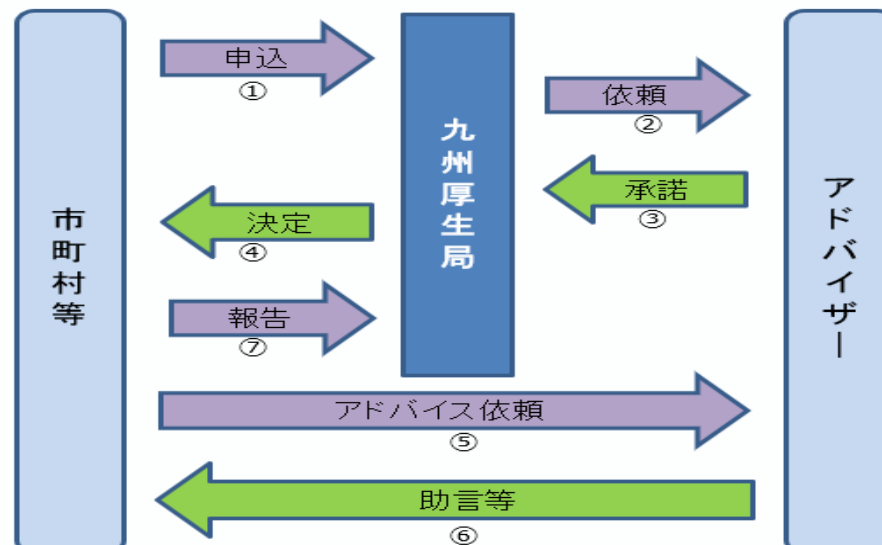 市町村等
申込
①
九州厚生局
依頼
②
承諾
③
アドバイザー
決定
④
報告
⑦
アドバイス依頼
⑤
助言等
⑥